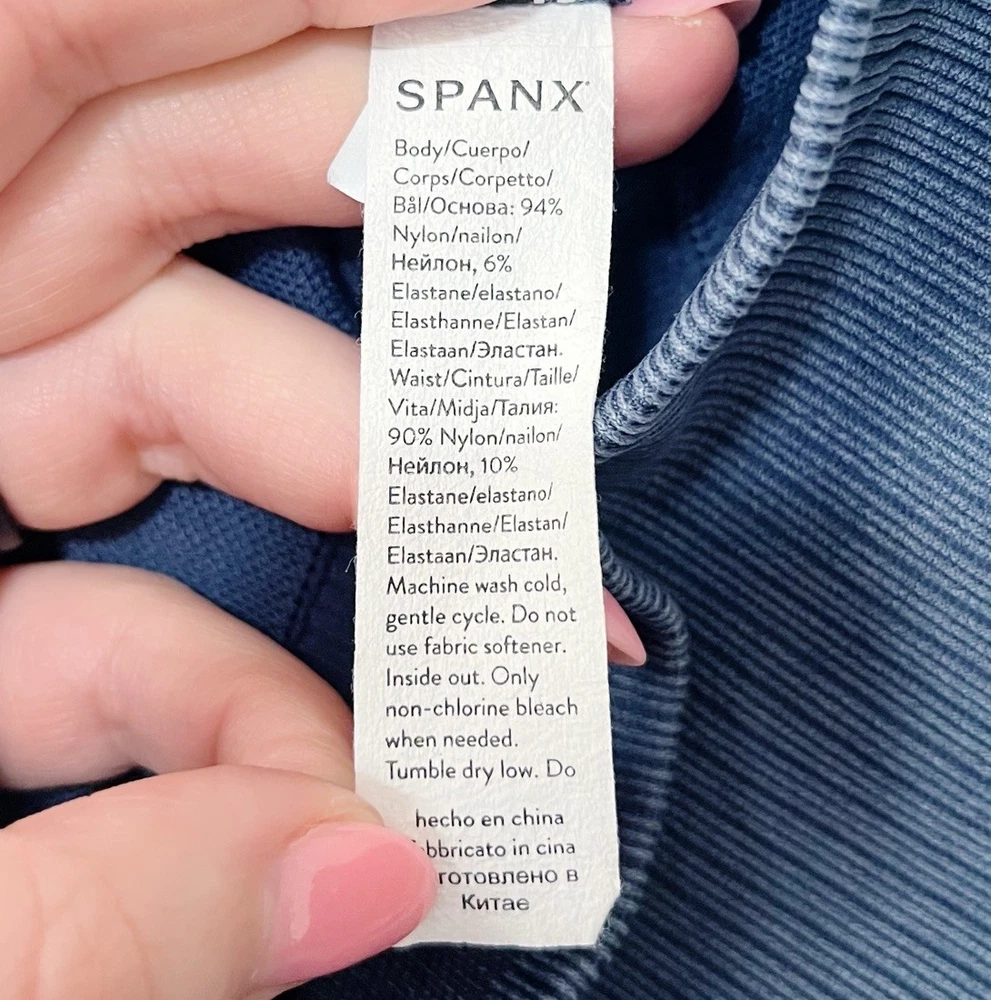 SPANX
Body/Cuerpo/
Corps/Corpetto/
Bål/Основа: 94%
Nylon/nailon/
Нейлон, 6%
Elastane/elastano/
Elasthanne/Elastan/
Elastaan/Эластан.
Waist/Cintura/Taille/
Vita/Midja/Талия:
90% Nylon/nailon/
Нейлон, 10%
Elastane/elastano/
Elasthanne/Elastan/
Elastaan/Эластан.
Machine wash cold,
gentle cycle. Do not
use fabric softener.
Inside out. Only
non-chlorine bleach
when needed.
Tumble dry low. Do
hecho en china
in cina
в
Китае